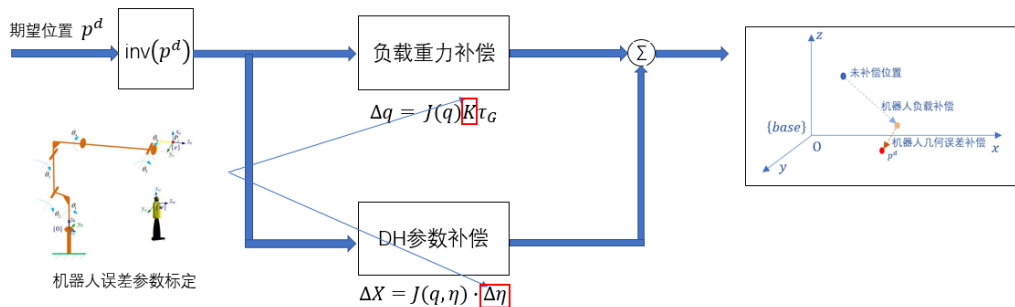 期望位置 p^d
inv(p^d)
负载重力补偿
Σ
Δq = J(q)Kτ_G
DH参数补偿
ΔX = J(q, η) · Δη
机器人误差参数标定
z
未补偿位置
机器人负载补偿
{base}
O
x
机器人几何误差补偿
p^d
y